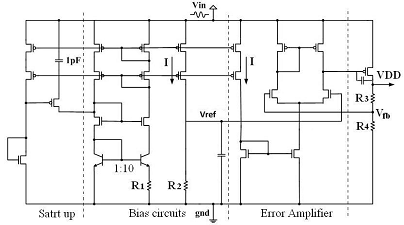 Vin
1pF
I
I
VDD
R3
Vfb
Vref
R4
1:10
R1
R2
Satrt up
Bias circuits
gnd
Error Amplifier